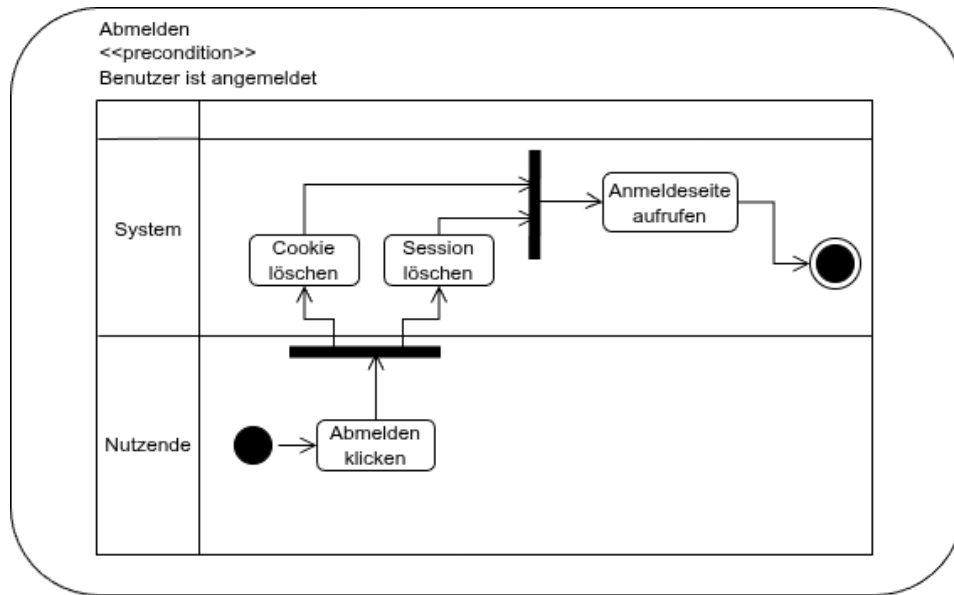 Abmelden
<<precondition>>
Benutzer ist angemeldet
System
Cookie
löschen
Session
löschen
Anmeldeseite
aufrufen
Nutzende
Abmelden
klicken